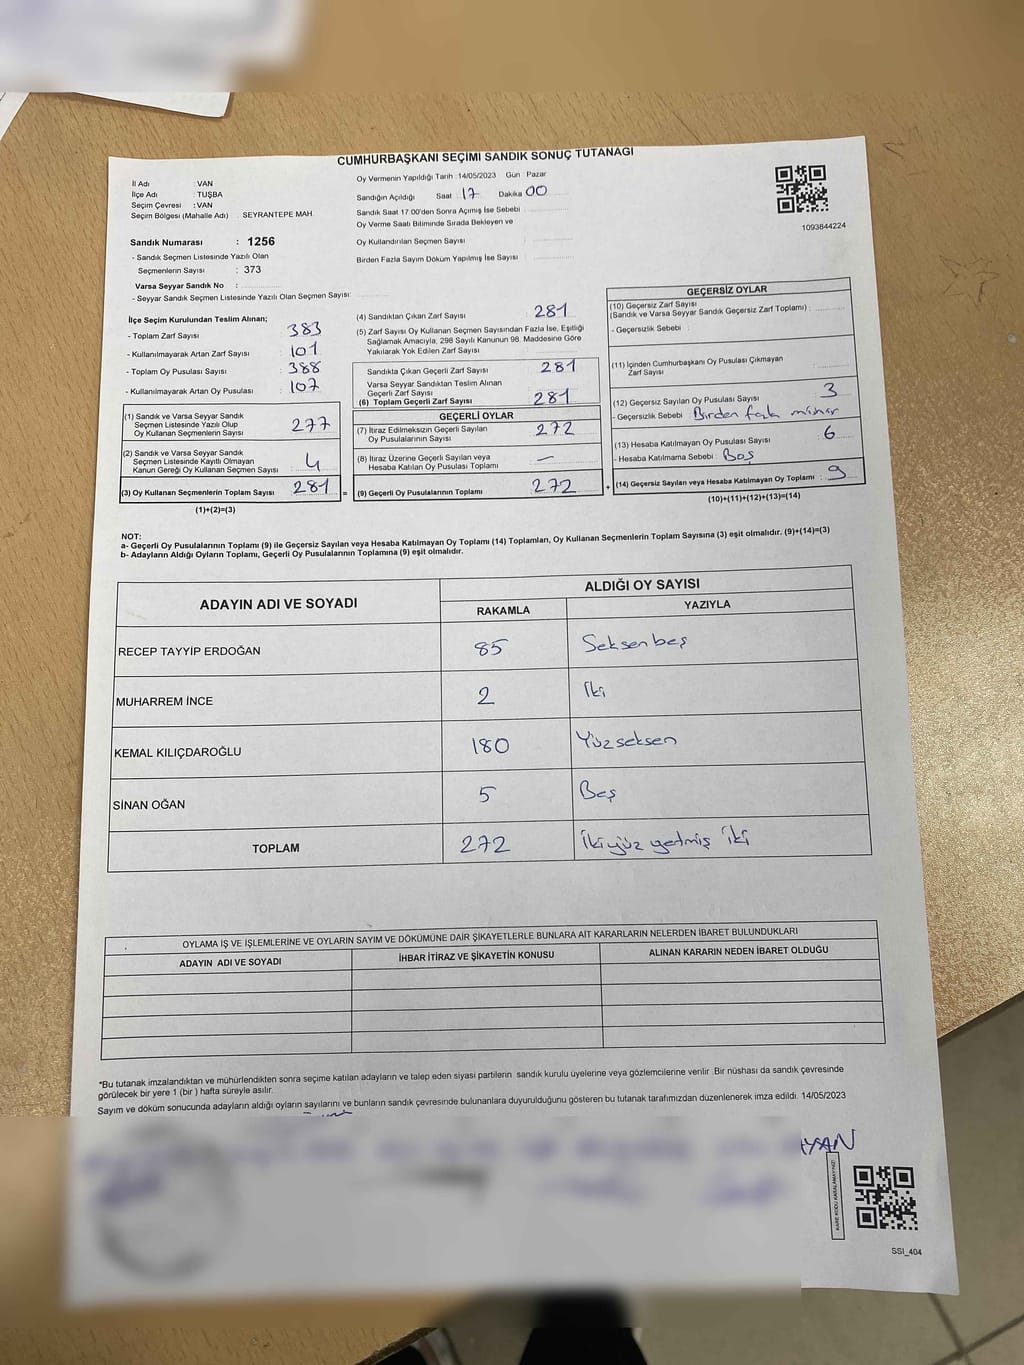 CUMHURBAŞKANI SEÇİMİ SANDIK SONUÇ TUTANAĞI
İl Adı : VAN
İlçe Adı : TUŞBA
Seçim Çevresi : VAN
Seçim Bölgesi (Mahalle Adı) SEYRANTEPE MAH
Oy Vermenin Yapıldığı Tarih : 14/05/2023 Gün : Pazar
Sandığın Açıldığı Saat 17 Dakika 00
Sandık Saat 17.00'den Sonra Açımış İse Sebebi
Oy Verme Saati Bitiminde Sırada Bekleyen ve
Oy Kullandırılan Seçmen Sayısı
Birden Fazla Sayım Döküm Yapılmış İse Sayısı
1093844224
Sandık Numarası : 1256
- Sandık Seçmen Listesinde Yazılı Olan
Seçmenlerin Sayısı : 373
Varsa Seyyar Sandık No :
- Seyyar Sandık Seçmen Listesinde Yazılı Olan Seçmen Sayısı:
İlçe Seçim Kurulundan Teslim Alınan;
- Toplam Zarf Sayısı : 383
- Kullanılmayarak Artan Zarf Sayısı : 101
- Toplam Oy Pusulası Sayısı : 388
- Kullanılmayarak Artan Oy Pusulası : 107
(1) Sandık ve Varsa Seyyar Sandık
Seçmen Listesinde Yazılı Olup
Oy Kullanan Seçmenlerin Sayısı : 277
(2) Sandık ve Varsa Seyyar Sandık
Seçmen Listesinde Kayıtlı Olmayan
Kanun Gereği Oy Kullanan Seçmen Sayısı : 4
(3) Oy Kullanan Seçmenlerin Toplam Sayısı : 281
(1)+(2)=(3)
(4) Sandıktan Çıkan Zarf Sayısı : 281
(5) Zarf Sayısı Oy Kullanan Seçmen Sayısından Fazla İse, Eşitliği
Sağlamak Amacıyla, 298 Sayılı Kanunun 98. Maddesine Göre
Yakılarak Yok Edilen Zarf Sayısı
Sandıkta Çıkan Geçerli Zarf Sayısı : 281
Varsa Seyyar Sandıktan Teslim Alınan
Geçerli Zarf Sayısı
(6) Toplam Geçerli Zarf Sayısı : 281
GEÇERLİ OYLAR
(7) İtiraz Edilmeksizin Geçerli Sayılan
Oy Pusulalarının Sayısı : 272
(8) İtiraz Üzerine Geçerli Sayılan veya
Hesaba Katılan Oy Pusulası Toplamı : —
= (9) Geçerli Oy Pusulalarının Toplamı : 272
GEÇERSİZ OYLAR
(10) Geçersiz Zarf Sayısı
(Sandık ve Varsa Seyyar Sandık Geçersiz Zarf Toplamı) :
- Geçersizlik Sebebi :
(11) İçinden Cumhurbaşkanı Oy Pusulası Çıkmayan
Zarf Sayısı :
(12) Geçersiz Sayılan Oy Pusulası Sayısı : 3
- Geçersizlik Sebebi : Birden fazla mühür
(13) Hesaba Katılmayan Oy Pusulası Sayısı : 6
- Hesaba Katılmama Sebebi : Boş
+ (14) Geçersiz Sayılan veya Hesaba Katılmayan Oy Toplamı : 9
(10)+(11)+(12)+(13)=(14)
NOT:
a- Geçerli Oy Pusulalarının Toplamı (9) ile Geçersiz Sayılan veya Hesaba Katılmayan Oy Toplamı (14) Toplamları, Oy Kullanan Seçmenlerin Toplam Sayısına (3) eşit olmalıdır. (9)+(14)=(3)
b- Adayların Aldığı Oyların Toplamı, Geçerli Oy Pusulalarının Toplamına (9) eşit olmalıdır.
ADAYIN ADI VE SOYADI ALDIĞI OY SAYISI
RAKAMLA YAZIYLA
RECEP TAYYİP ERDOĞAN 85 Seksenbeş
MUHARREM İNCE 2 İki
KEMAL KILIÇDAROĞLU 180 Yüzseksen
SİNAN OĞAN 5 Beş
TOPLAM 272 İkiyüz yetmiş iki
OYLAMA İŞ VE İŞLEMLERİNE VE OYLARIN SAYIM VE DÖKÜMÜNE DAİR ŞİKAYETLERLE BUNLARA AİT KARARLARIN NELERDEN İBARET BULUNDUKLARI
ADAYIN ADI VE SOYADI İHBAR İTİRAZ VE ŞİKAYETİN KONUSU ALINAN KARARIN NEDEN İBARET OLDUĞU
*Bu tutanak imzalandıktan ve mühürlendikten sonra seçime katılan adayların ve talep eden siyasi partilerin sandık kurulu üyelerine veya gözlemcilerine verilir .Bir nüshası da sandık çevresinde
görülecek bir yere 1 (bir ) hafta süreyle asılır.
Sayım ve döküm sonucunda adayların aldığı oyların sayılarını ve bunların sandık çevresinde bulunanlara duyurulduğunu gösteren bu tutanak tarafımızdan düzenlenerek imza edildi. 14/05/2023
KARE KODU KARALAMAYINIZ!
SSI_404